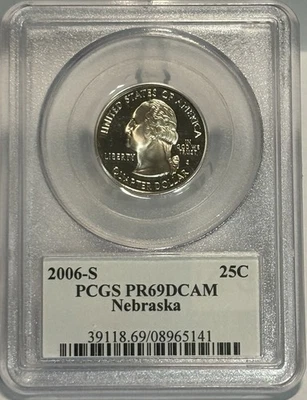 UNITED STATES OF AMERICA
LIBERTY
IN
GOD WE
TRUST
S
QUARTER DOLLAR
2006-S 25C
PCGS PR69DCAM
Nebraska
39118.69/08965141